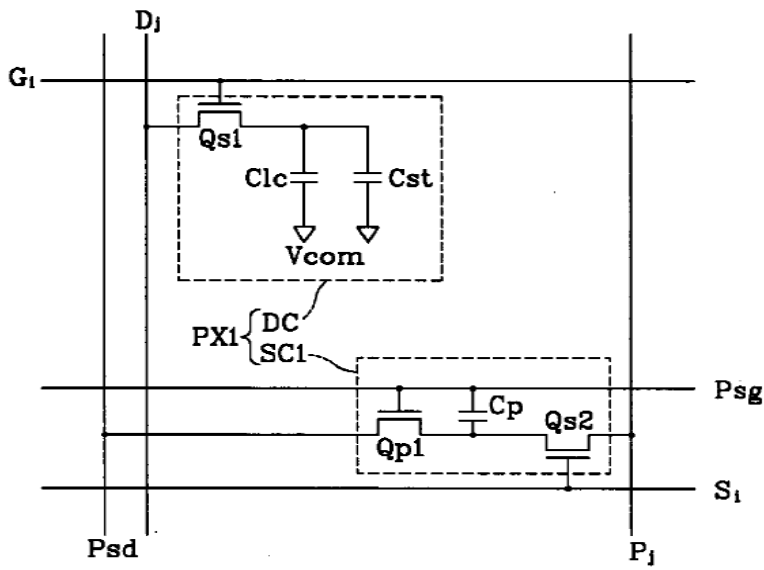 Dj
Gi
Qs1
Clc
Cst
Vcom
PX1
DC
SC1
Psg
Cp
Qs2
Qp1
Si
Psd
Pj